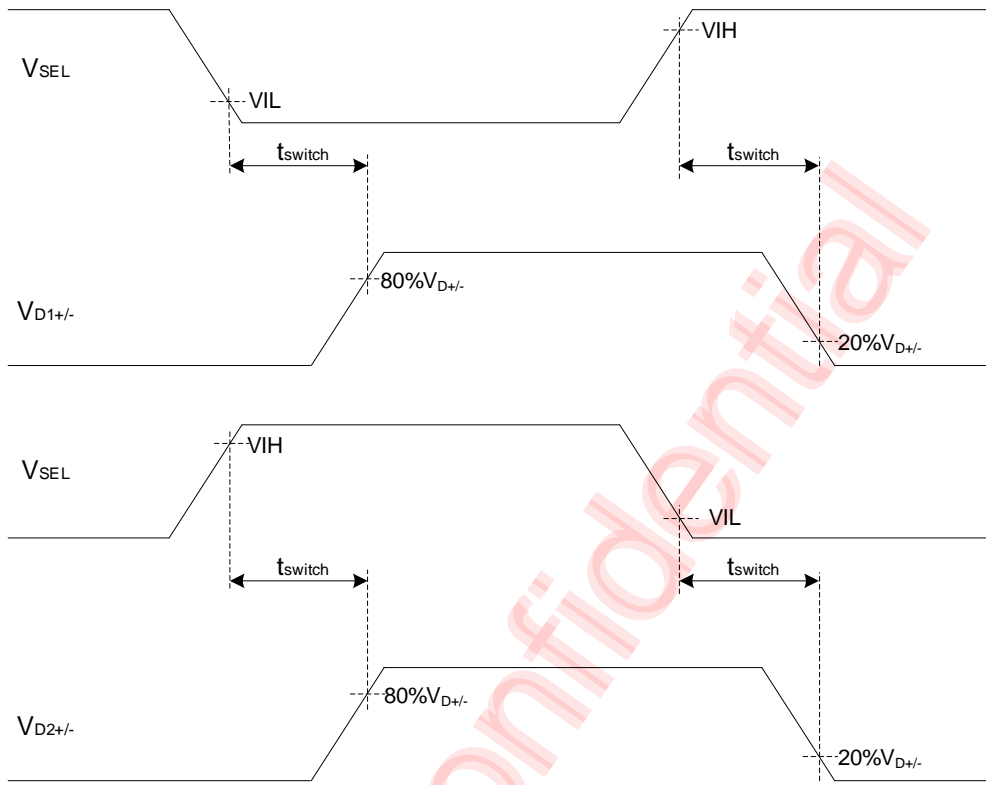 VIH
VSEL
VIL
tswitch tswitch
80%VD+/-
VD1+/-
20%VD+/-
VIH
VSEL
VIL
tswitch tswitch
80%VD+/-
VD2+/-
20%VD+/-
onfidential